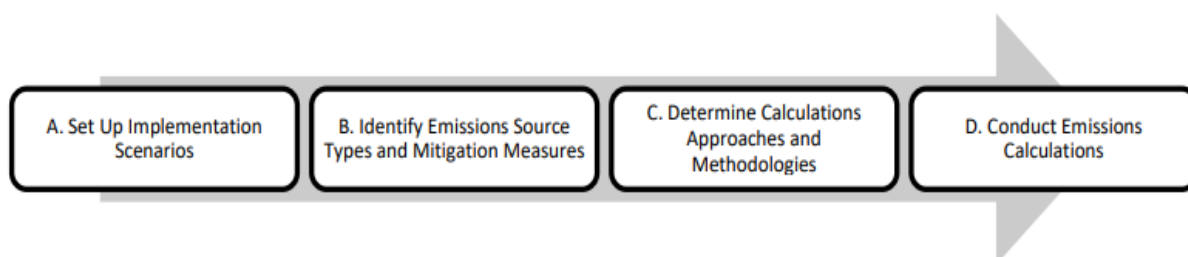 A. Set Up Implementation
Scenarios
B. Identify Emissions Source
Types and Mitigation Measures
C. Determine Calculations
Approaches and
Methodologies
D. Conduct Emissions
Calculations